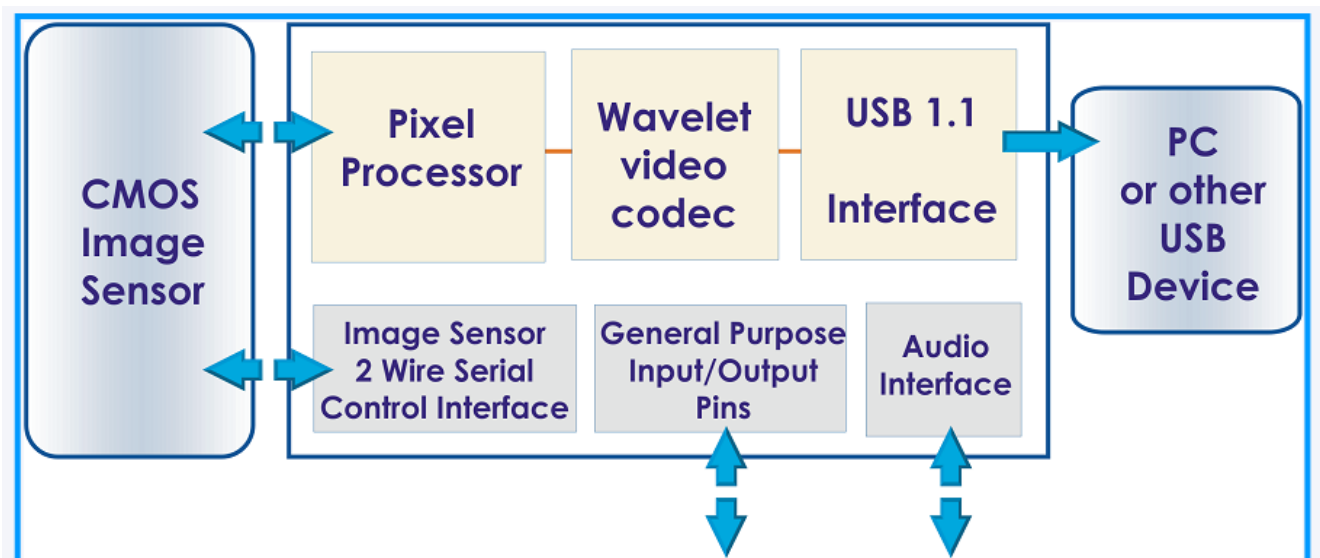 CMOS
Image
Sensor
Pixel
Processor
Wavelet
video
codec
USB 1.1
Interface
PC
or other
USB
Device
Image Sensor
2 Wire Serial
Control Interface
General Purpose
Input/Output
Pins
Audio
Interface